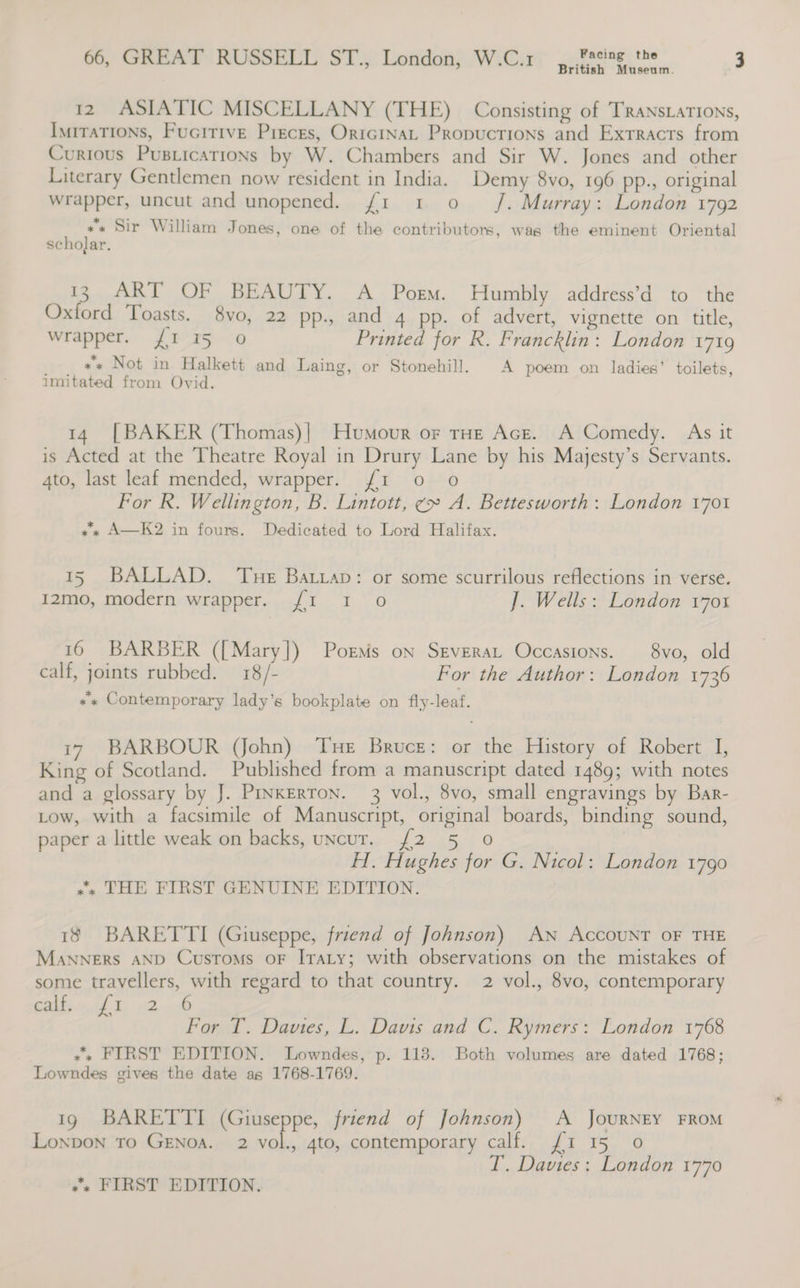 66, GREAT RUSSELL ST., London, W.C.1 Facing the British Museum. 3
12 ASIATIC MISCELLANY (THE) Consisting of Translations,
Imitations, Fugitive Pieces, Original Productions and Extracts from
Curious Publications by W. Chambers and Sir W. Jones and other
Literary Gentlemen now resident in India. Demy 8vo, 196 pp., original
wrapper, uncut and unopened. £1 1 0 J. Murray: London 1792
⁂ Sir William Jones, one of the contributors, was the eminent Oriental
scholar.
13 ART OF BEAUTY. A Poem. Humbly address'd to the
Oxford Toasts. 8vo, 22 pp., and 4 pp. of advert, vignette on title,
wrapper. £1 15 0 Printed for R. Francklin: London 1719
⁂ Not in Halkett and Laing, or Stonehill. A poem on ladies' toilets,
imitated from Ovid.
14 [BAKER (Thomas)] Humour of the Age. A Comedy. As it
is Acted at the Theatre Royal in Drury Lane by his Majesty's Servants.
4to, last leaf mended, wrapper. £1 0 0
For R. Wellington, B. Lintott, & A. Bettesworth: London 1701
⁂ A—K2 in fours. Dedicated to Lord Halifax.
15 BALLAD. The Ballad: or some scurrilous reflections in verse.
12mo, modern wrapper. £1 1 0 J. Wells: London 1701
16 BARBER ([Mary]) Poems on Several Occasions. 8vo, old
calf, joints rubbed. 18/- For the Author: London 1736
⁂ Contemporary lady's bookplate on fly-leaf.
17 BARBOUR (John) The Bruce: or the History of Robert I,
King of Scotland. Published from a manuscript dated 1489; with notes
and a glossary by J. Pinkerton. 3 vol., 8vo, small engravings by Bar-
low, with a facsimile of Manuscript, original boards, binding sound,
paper a little weak on backs, uncut. £2 5 0
H. Hughes for G. Nicol: London 1790
⁂ THE FIRST GENUINE EDITION.
18 BARETTI (Giuseppe, friend of Johnson) An Account of the
Manners and Customs of Italy; with observations on the mistakes of
some travellers, with regard to that country. 2 vol., 8vo, contemporary
calf. £1 2 6
For T. Davies, L. Davis and C. Rymers: London 1768
⁂ FIRST EDITION. Lowndes, p. 113. Both volumes are dated 1768;
Lowndes gives the date as 1768-1769.
19 BARETTI (Giuseppe, friend of Johnson) A Journey from
London to Genoa. 2 vol., 4to, contemporary calf. £1 15 0
T. Davies: London 1770
⁂ FIRST EDITION.